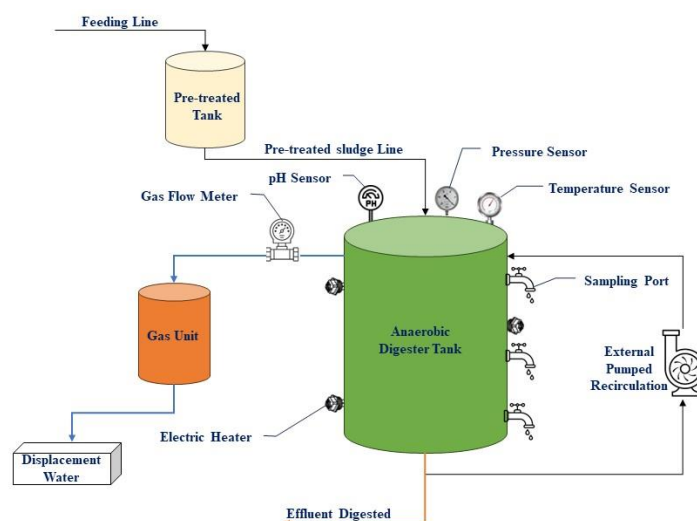 Feeding Line
Pre-treated
Tank
Pre-treated sludge Line
Pressure Sensor
pH Sensor
PH
Temperature Sensor
Gas Flow Meter
Sampling Port
Gas Unit
Anaerobic
Digester Tank
External
Pumped
Recirculation
Electric Heater
Displacement
Water
Effluent Digested